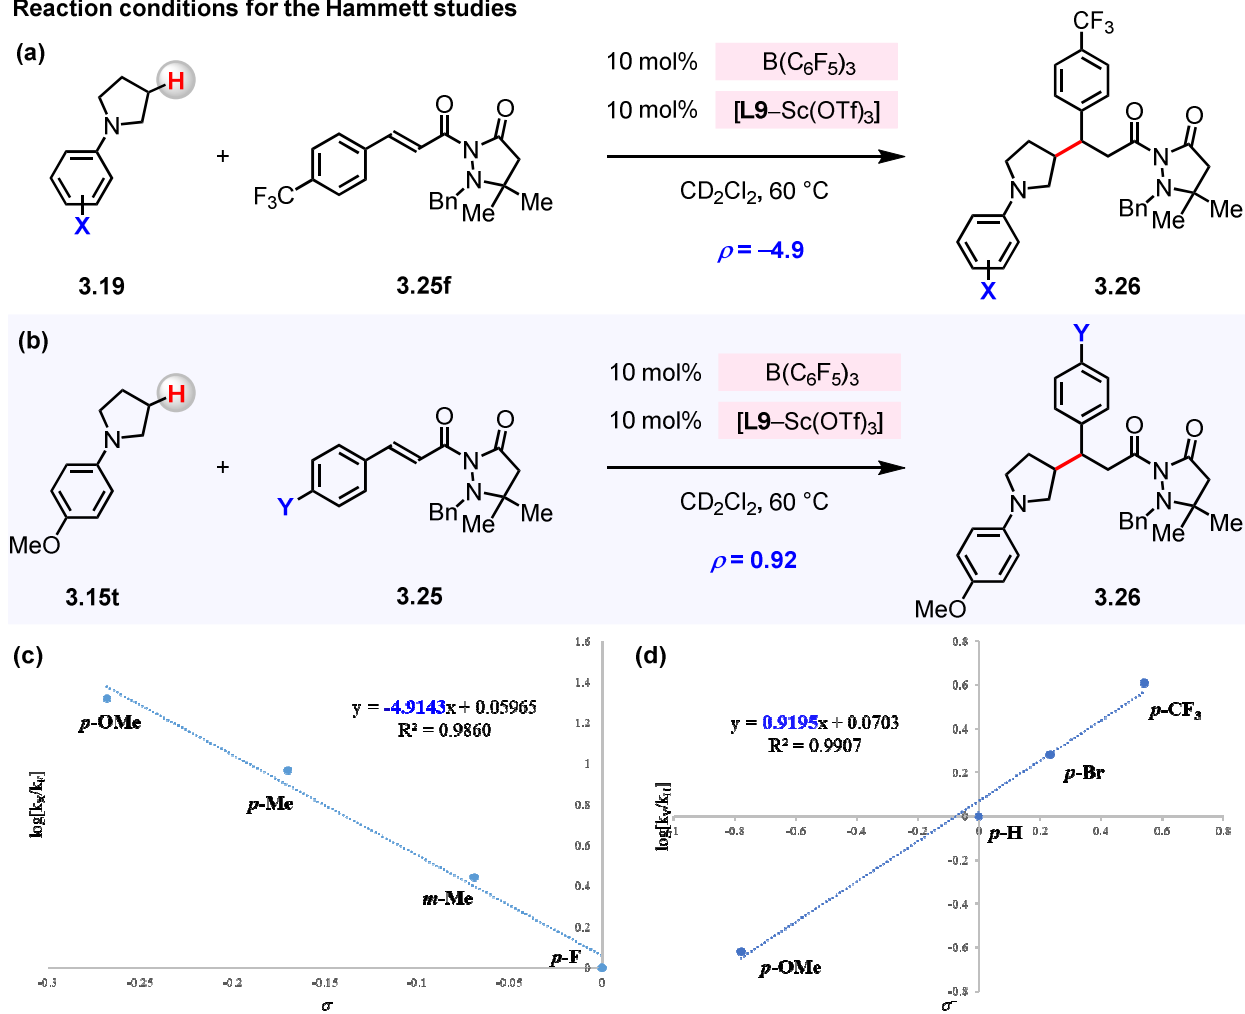 Reaction conditions for the Hammett studies
(a)
H
N
X
3.19
+
F3C
O
O
N
N
Bn
Me
Me
3.25f
10 mol% B(C6F5)3
10 mol% [L9–Sc(OTf)3]
CD2Cl2, 60 °C
ρ = –4.9
CF3
O
O
N
N
Bn
Me
Me
N
X
3.26
(b)
H
N
MeO
3.15t
+
Y
O
O
N
N
Bn
Me
Me
3.25
10 mol% B(C6F5)3
10 mol% [L9–Sc(OTf)3]
CD2Cl2, 60 °C
ρ = 0.92
Y
O
O
N
N
Bn
Me
Me
N
MeO
3.26
(c)
y = -4.9143x + 0.05965
R² = 0.9860
p-OMe
p-Me
m-Me
p-F
1.6
1.4
1.2
1
0.8
0.6
0.4
0.2
0
-0.3 -0.25 -0.2 -0.15 -0.1 -0.05 0
σ
(d)
y = 0.9195x + 0.0703
R² = 0.9907
p-CF3
p-Br
p-H
p-OMe
0.8
0.6
0.4
0.2
0
-0.2
-0.4
-0.6
-0.8
-0.8 -0.6 -0.4 -0.2 0 0.2 0.4 0.6 0.8
log[kY/kH]